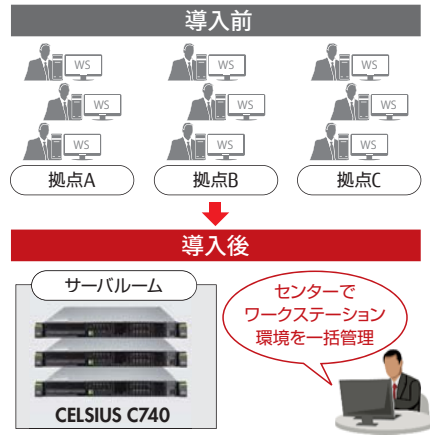 導入前
WS
WS
WS
WS
WS
WS
WS
WS
WS
拠点A
拠点B
拠点C
導入後
サーバルーム
CELSIUS C740
センターで
ワークステーション
環境を一括管理